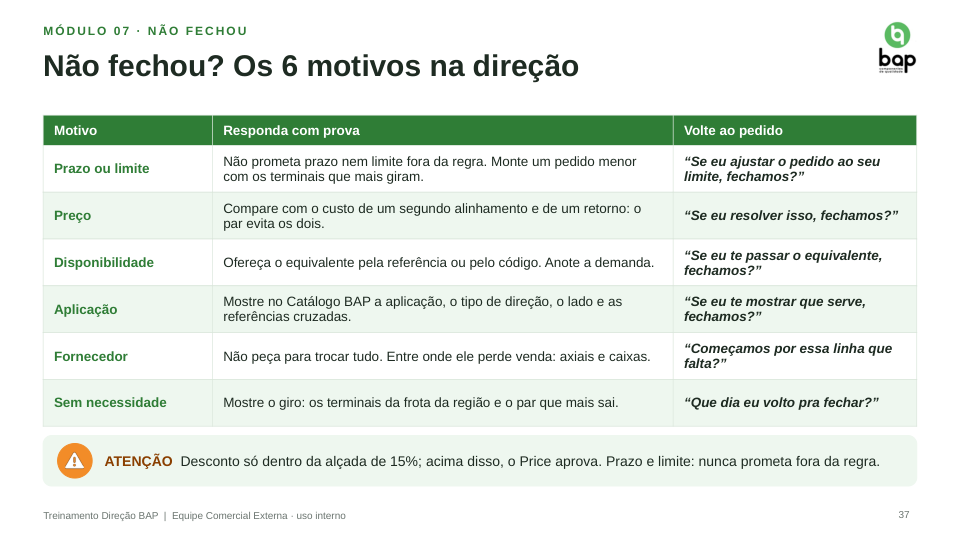 MÓDULO 07 · NÃO FECHOU
Não fechou? Os 6 motivos na direção
bap
Motivo
Responda com prova
Volte ao pedido
Prazo ou limite
Não prometa prazo nem limite fora da regra. Monte um pedido menor
com os terminais que mais giram.
“Se eu ajustar o pedido ao seu
limite, fechamos?”
Preço
Compare com o custo de um segundo alinhamento e de um retorno: o
par evita os dois.
“Se eu resolver isso, fechamos?”
Disponibilidade
Ofereça o equivalente pela referência ou pelo código. Anote a demanda.
“Se eu te passar o equivalente,
fechamos?”
Aplicação
Mostre no Catálogo BAP a aplicação, o tipo de direção, o lado e as
referências cruzadas.
“Se eu te mostrar que serve,
fechamos?”
Fornecedor
Não peça para trocar tudo. Entre onde ele perde venda: axiais e caixas.
“Começamos por essa linha que
falta?”
Sem necessidade
Mostre o giro: os terminais da frota da região e o par que mais sai.
“Que dia eu volto pra fechar?”
ATENÇÃO Desconto só dentro da alçada de 15%; acima disso, o Price aprova. Prazo e limite: nunca prometa fora da regra.
Treinamento Direção BAP | Equipe Comercial Externa · uso interno
37